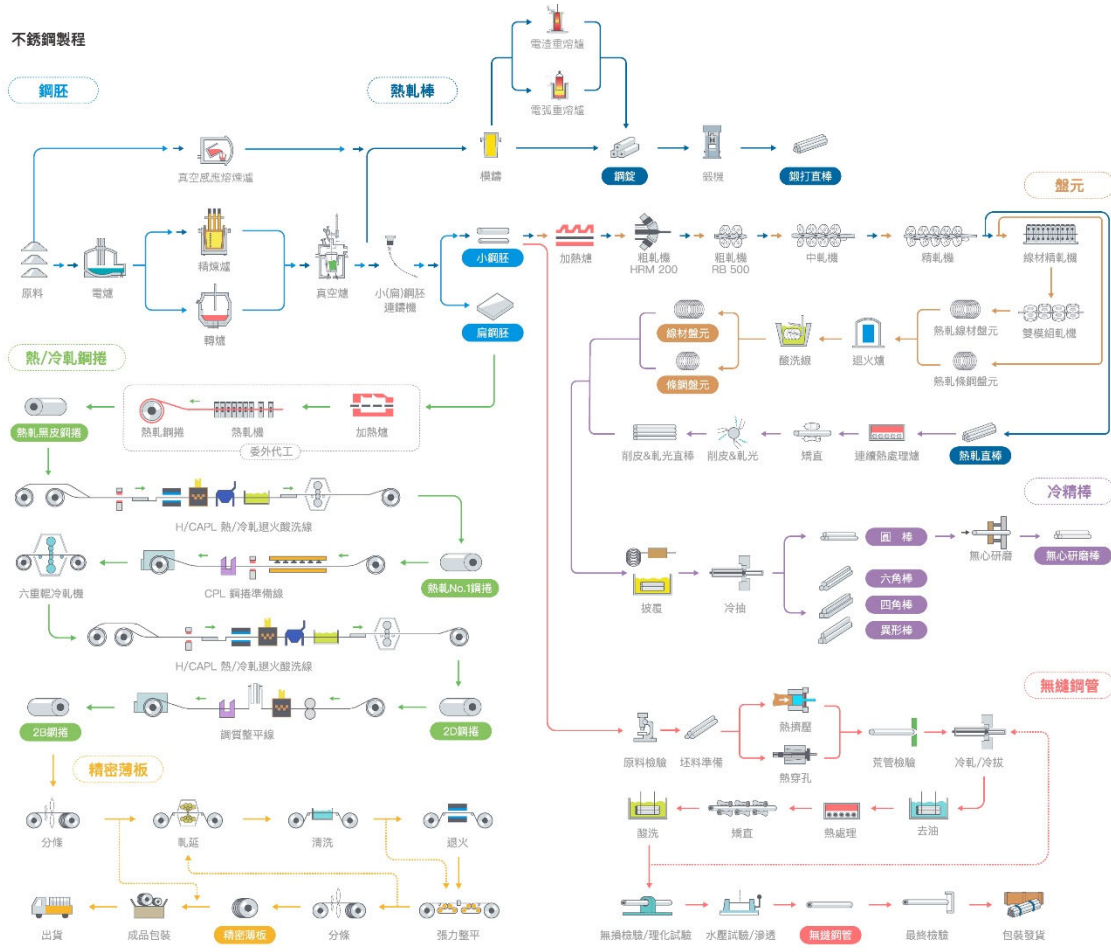 不銹鋼製程
鋼胚
熱軋棒
電渣重熔爐
電弧重熔爐
真空感應熔煉爐
模鑄
鋼錠
鍛機
鍛打直棒
盤元
原料
電爐
精煉爐
轉爐
真空爐
小(扁)鋼胚
連鑄機
小鋼胚
扁鋼胚
加熱爐
粗軋機
HRM 200
粗軋機
RB 500
中軋機
精軋機
線材精軋機
雙模組軋機
熱軋線材盤元
熱軋條鋼盤元
退火爐
酸洗線
線材盤元
條鋼盤元
熱/冷軋鋼捲
熱軋黑皮鋼捲
熱軋鋼捲
熱軋機
加熱爐
委外代工
削皮&軋光直棒
削皮&軋光
矯直
連續熱處理爐
熱軋直棒
H/CAPL 熱/冷軋退火酸洗線
六重輥冷軋機
CPL 鋼捲準備線
熱軋No.1鋼捲
H/CAPL 熱/冷軋退火酸洗線
2B鋼捲
調質整平線
2D鋼捲
冷精棒
披覆
冷抽
圓 棒
六角棒
四角棒
異形棒
無心研磨
無心研磨棒
無縫鋼管
原料檢驗
坯料準備
熱擠壓
熱穿孔
荒管檢驗
冷軋/冷拔
酸洗
矯直
熱處理
去油
無損檢驗/理化試驗
水壓試驗/滲透
無縫鋼管
最終檢驗
包裝發貨
精密薄板
分條
軋延
清洗
退火
出貨
成品包裝
精密薄板
分條
張力整平